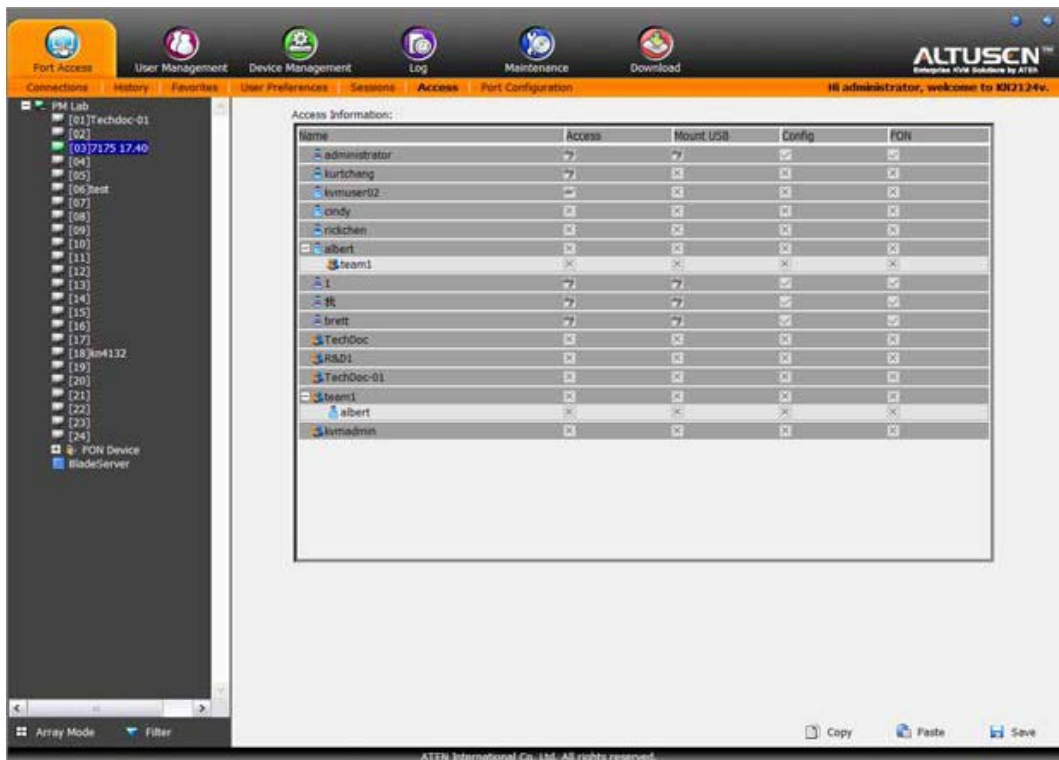 ALTUSCN™
Enterprise KVM Solutions by ATEN
Port Access User Management Device Management Log Maintenance Download
Connections History Favorites User Preferences Sessions Access Port Configuration Hi administrator, welcome to KN2124v.
PM Lab
[01]Techdoc-01
[02]
[03]7175 17.40
[04]
[05]
[06]test
[07]
[08]
[09]
[10]
[11]
[12]
[13]
[14]
[15]
[16]
[17]
[18]kn4132
[19]
[20]
[21]
[22]
[23]
[24]
PON Device
BladeServer
Array Mode Filter
Access Information:
Name Access Mount USB Config PON
administrator
kurtchang
kvmuser02
cindy
rickchen
albert
team1
1
我
brett
TechDoc
R&D1
TechDoc-01
team1
albert
kvmadmin
Copy Paste Save
ATEN International Co. Ltd. All rights reserved.